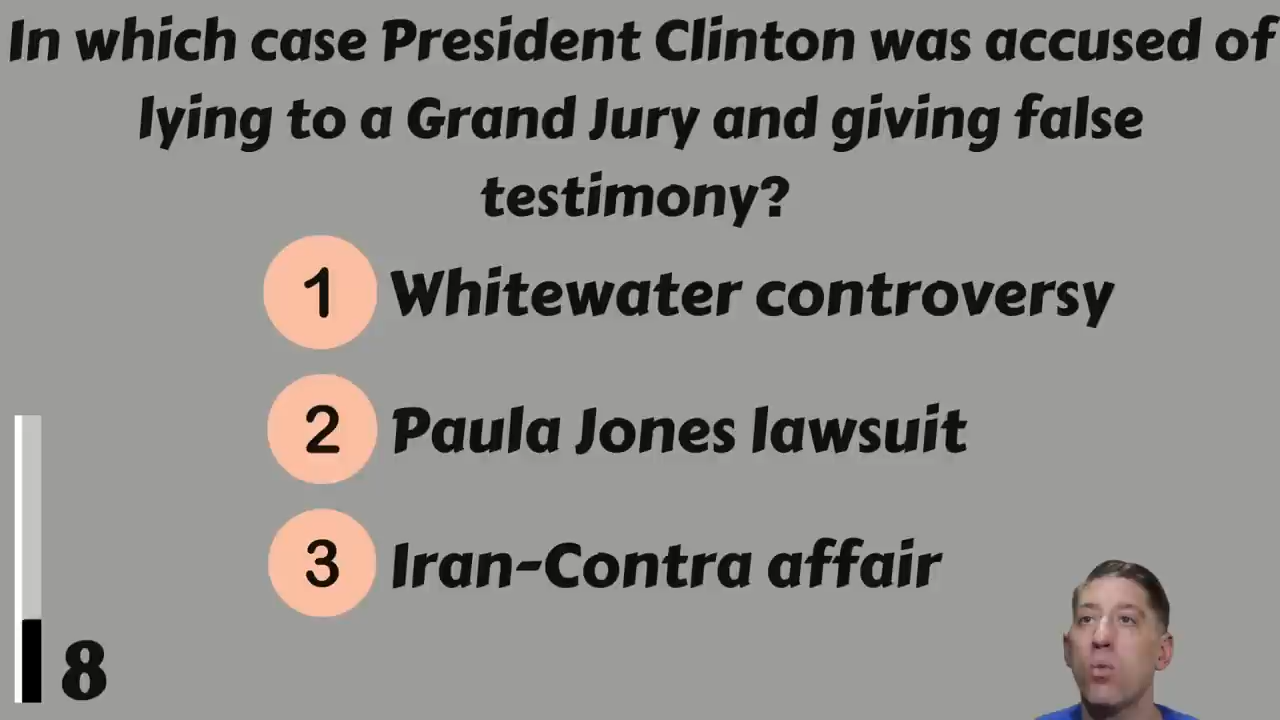 In which case President Clinton was accused of
lying to a Grand Jury and giving false
testimony?
1 Whitewater controversy
2 Paula Jones lawsuit
3 Iran-Contra affair
8